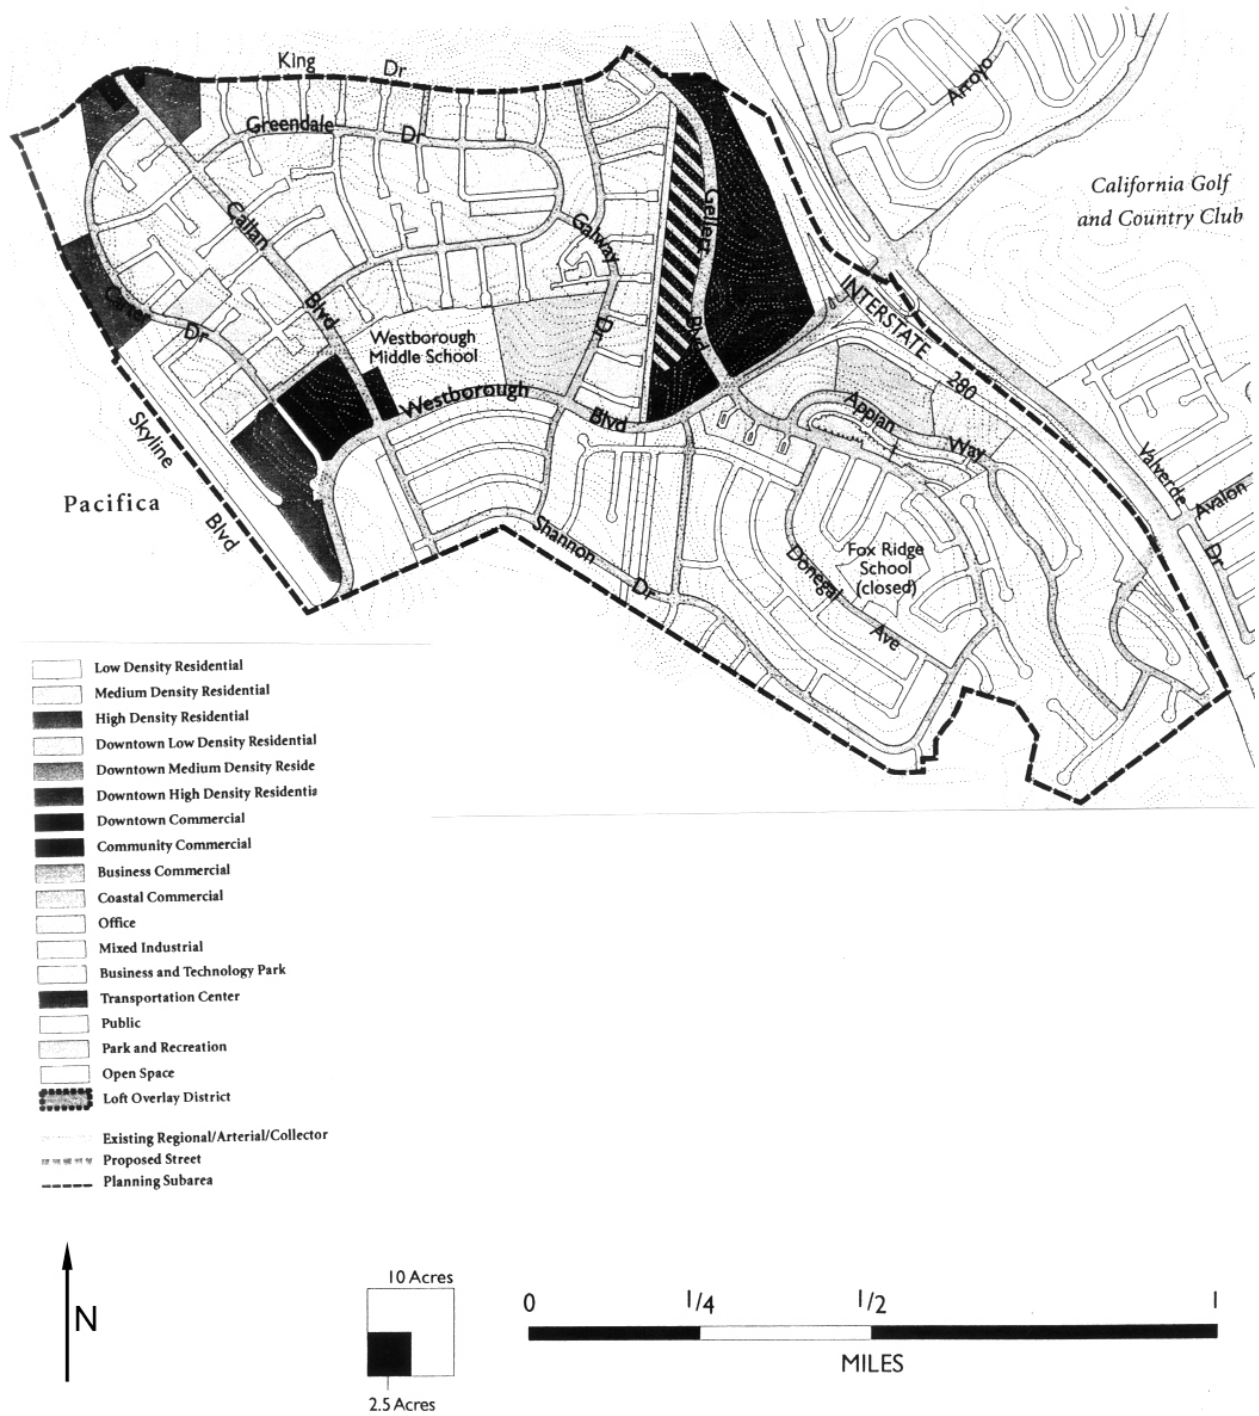 King Dr
Arroyo
Greendale Dr
California Golf
and Country Club
Callan
Blvd
Galway
Dr
Gellert
Blvd
Carter
Dr
INTERSTATE
280
Westborough
Middle School
Westborough
Blvd
Appian
Way
Skyline
Blvd
Pacifica
Valverde
Avalon
Dr
Shannon
Dr
Donegal
Ave
Fox Ridge
School
(closed)
Low Density Residential
Medium Density Residential
High Density Residential
Downtown Low Density Residential
Downtown Medium Density Reside
Downtown High Density Residentia
Downtown Commercial
Community Commercial
Business Commercial
Coastal Commercial
Office
Mixed Industrial
Business and Technology Park
Transportation Center
Public
Park and Recreation
Open Space
Loft Overlay District
Existing Regional/Arterial/Collector
Proposed Street
Planning Subarea
N
10 Acres
2.5 Acres
0 1/4 1/2 1
MILES